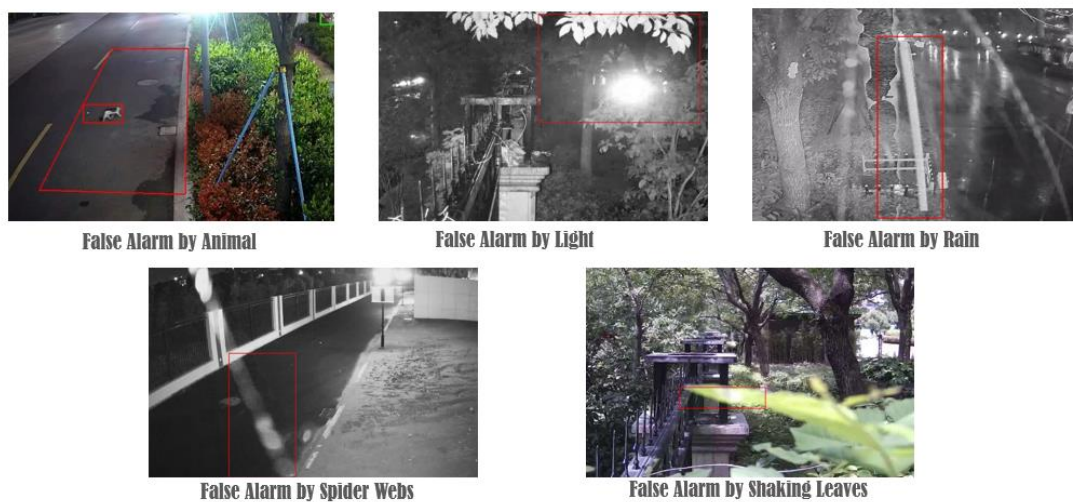 False Alarm by Animal
False Alarm by Light
False Alarm by Rain
False Alarm by Spider Webs
False Alarm by Shaking Leaves